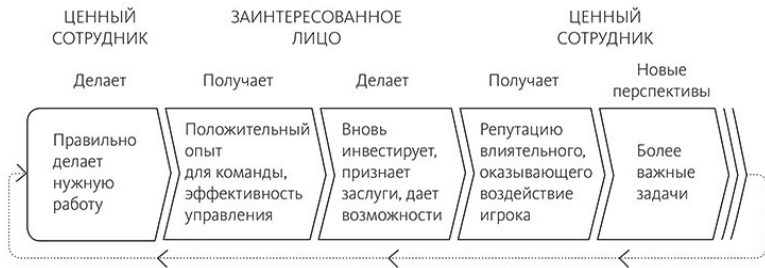 ЦЕННЫЙ
СОТРУДНИК
ЗАИНТЕРЕСОВАННОЕ
ЛИЦО
ЦЕННЫЙ
СОТРУДНИК
Делает
Получает
Делает
Получает
Новые
перспективы
Правильно
делает
нужную
работу
Положительный
опыт
для команды,
эффективность
управления
Вновь
инвестирует,
признает
заслуги, дает
возможности
Репутацию
влиятельного,
оказывающего
воздействие
игрока
Более
важные
задачи